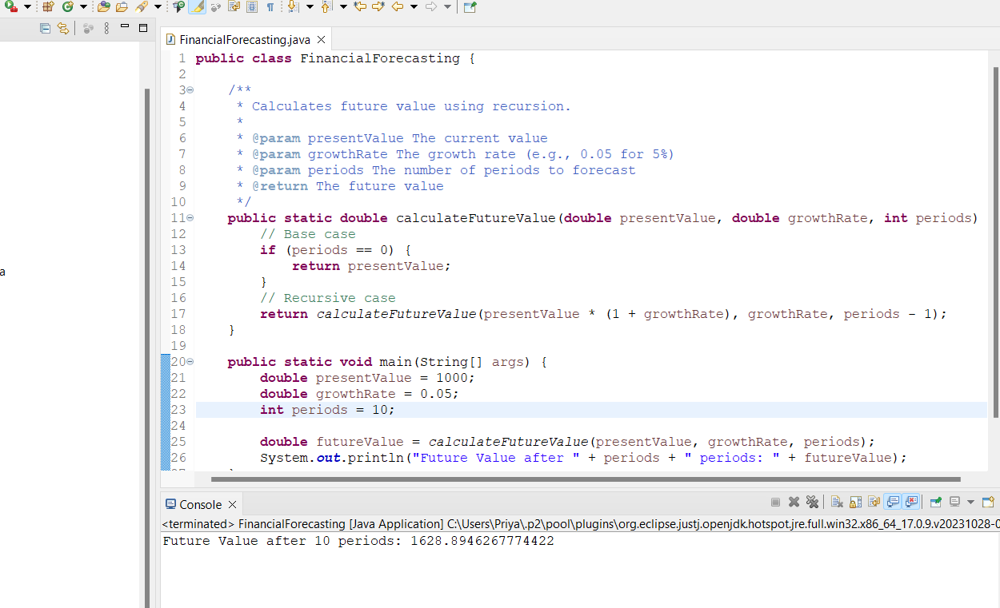 FinancialForecasting.java
1 public class FinancialForecasting {
2
3 /**
4 * Calculates future value using recursion.
5 *
6 * @param presentValue The current value
7 * @param growthRate The growth rate (e.g., 0.05 for 5%)
8 * @param periods The number of periods to forecast
9 * @return The future value
10 */
11 public static double calculateFutureValue(double presentValue, double growthRate, int periods)
12 // Base case
13 if (periods == 0) {
14 return presentValue;
15 }
16 // Recursive case
a
17 return calculateFutureValue(presentValue * (1 + growthRate), growthRate, periods - 1);
18 }
19
20 public static void main(String[] args) {
21 double presentValue = 1000;
22 double growthRate = 0.05;
23 int periods = 10;
24
25 double futureValue = calculateFutureValue(presentValue, growthRate, periods);
26 System.out.println("Future Value after " + periods + " periods: " + futureValue);
Console
<terminated> FinancialForecasting [Java Application] C:\Users\Priya\.p2\pool\plugins\org.eclipse.justj.openjdk.hotspot.jre.full.win32.x86_64_17.0.9.v20231028-0
Future Value after 10 periods: 1628.8946267774422